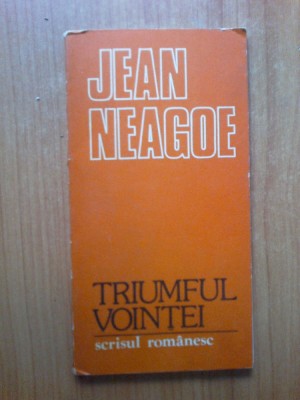 JEAN
NEAGOE
TRIUMFUL
VOINȚEI
scrisul românesc